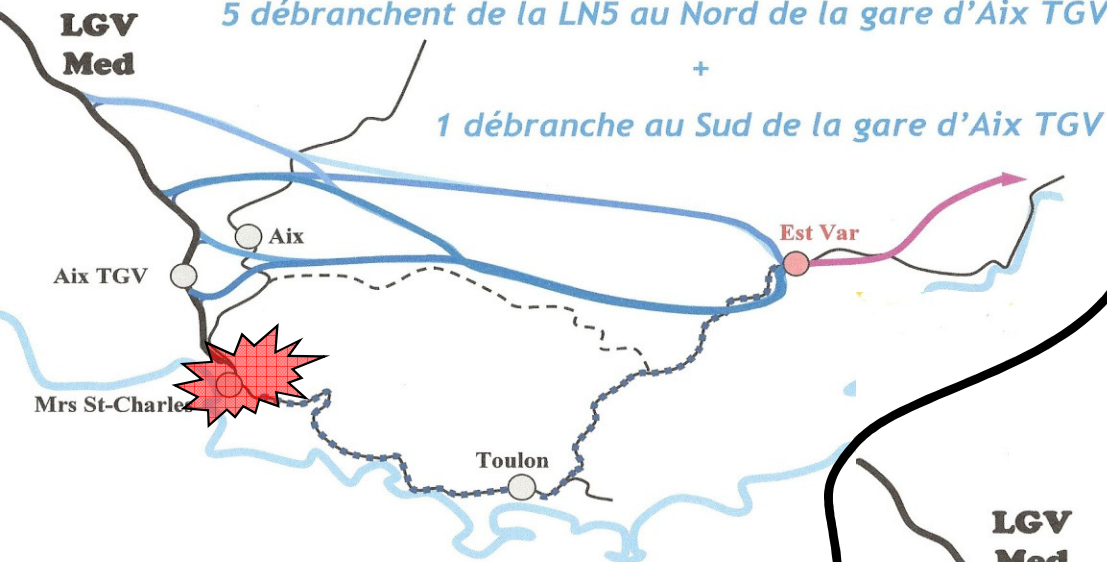 5 débranchent de la LN5 au Nord de la gare d'Aix TGV
+
1 débranche au Sud de la gare d'Aix TGV
LGV
Med
Aix
Aix TGV
Est Var
Mrs St-Charles
Toulon
LGV
Med